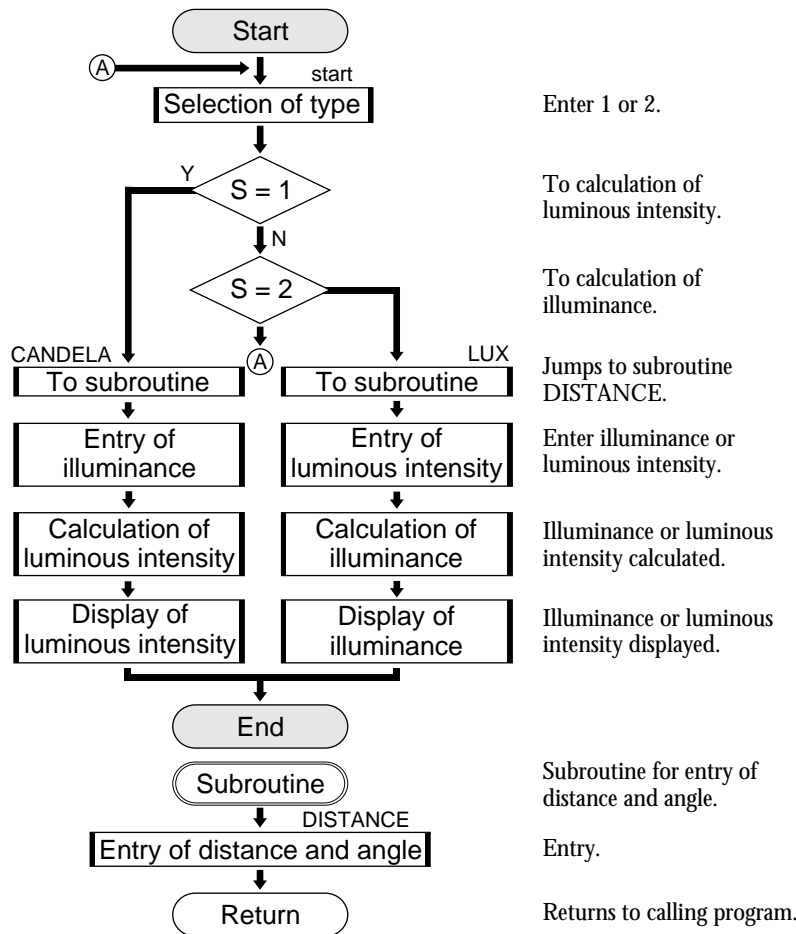 Start
A
start
Selection of type
Enter 1 or 2.
Y
S = 1
To calculation of
luminous intensity.
N
S = 2
To calculation of
illuminance.
CANDELA
A
LUX
To subroutine
To subroutine
Jumps to subroutine
DISTANCE.
Entry of
illuminance
Entry of
luminous intensity
Enter illuminance or
luminous intensity.
Calculation of
luminous intensity
Calculation of
illuminance
Illuminance or luminous
intensity calculated.
Display of
luminous intensity
Display of
illuminance
Illuminance or luminous
intensity displayed.
End
Subroutine
Subroutine for entry of
distance and angle.
DISTANCE
Entry of distance and angle
Entry.
Return
Returns to calling program.